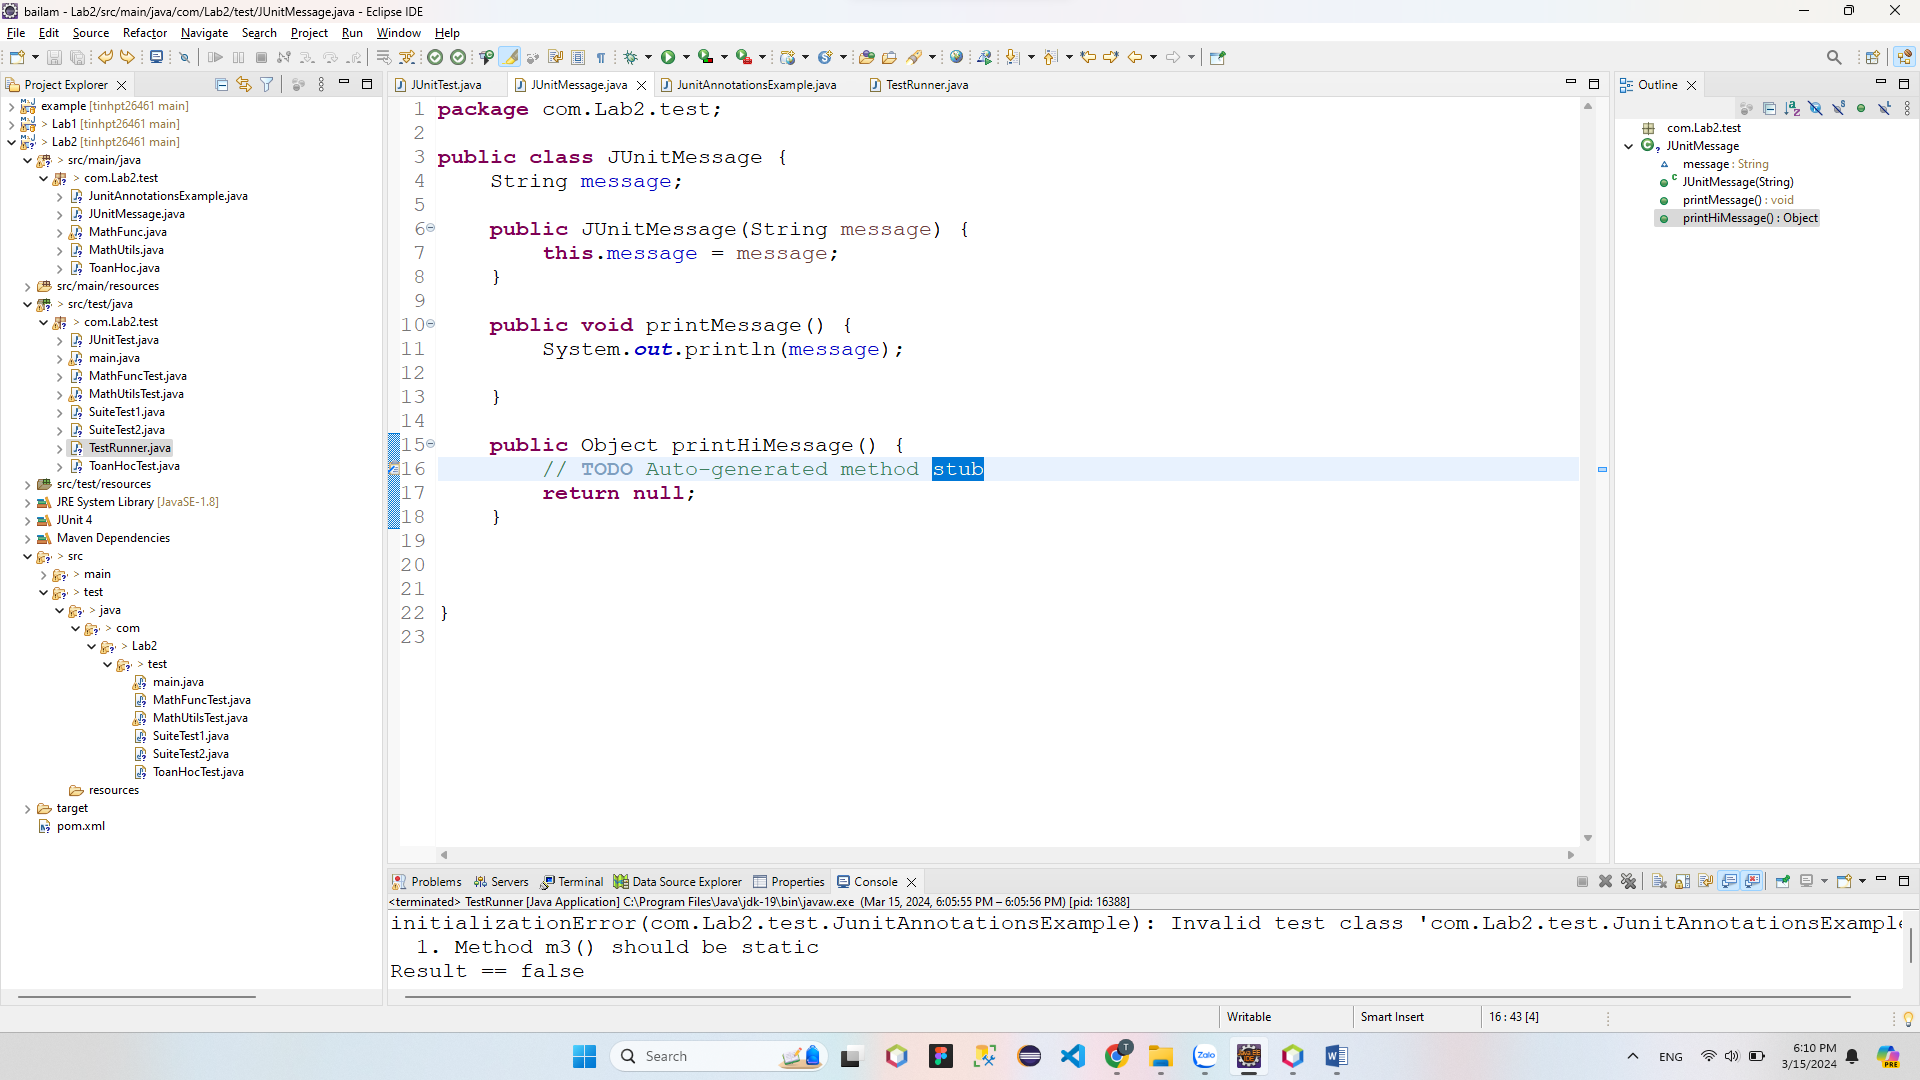 bailam - Lab2/src/main/java/com/Lab2/test/JUnitMessage.java - Eclipse IDE
File Edit Source Refactor Navigate Search Project Run Window Help
Project Explorer
example [tinhpt26461 main]
> Lab1 [tinhpt26461 main]
> Lab2 [tinhpt26461 main]
> src/main/java
> com.Lab2.test
JunitAnnotationsExample.java
JUnitMessage.java
MathFunc.java
MathUtils.java
ToanHoc.java
src/main/resources
> src/test/java
> com.Lab2.test
JUnitTest.java
main.java
MathFuncTest.java
MathUtilsTest.java
SuiteTest1.java
SuiteTest2.java
TestRunner.java
ToanHocTest.java
src/test/resources
JRE System Library [JavaSE-1.8]
JUnit 4
Maven Dependencies
> src
> main
> test
> java
> com
> Lab2
> test
main.java
MathFuncTest.java
MathUtilsTest.java
SuiteTest1.java
SuiteTest2.java
ToanHocTest.java
resources
target
pom.xml
JUnitTest.java JUnitMessage.java JunitAnnotationsExample.java TestRunner.java
1 package com.Lab2.test;
2
3 public class JUnitMessage {
4 String message;
5
6 public JUnitMessage(String message) {
7 this.message = message;
8 }
9
10 public void printMessage() {
11 System.out.println(message);
12
13 }
14
15 public Object printHiMessage() {
16 // TODO Auto-generated method stub
17 return null;
18 }
19
20
21
22 }
23
Outline
com.Lab2.test
JUnitMessage
message : String
JUnitMessage(String)
printMessage() : void
printHiMessage() : Object
Problems Servers Terminal Data Source Explorer Properties Console
<terminated> TestRunner [Java Application] C:\Program Files\Java\jdk-19\bin\javaw.exe (Mar 15, 2024, 6:05:55 PM – 6:05:56 PM) [pid: 16388]
initializationError(com.Lab2.test.JunitAnnotationsExample): Invalid test class 'com.Lab2.test.JunitAnnotationsExample
1. Method m3() should be static
Result == false
Writable Smart Insert 16 : 43 [4]
Search
ENG
6:10 PM
3/15/2024